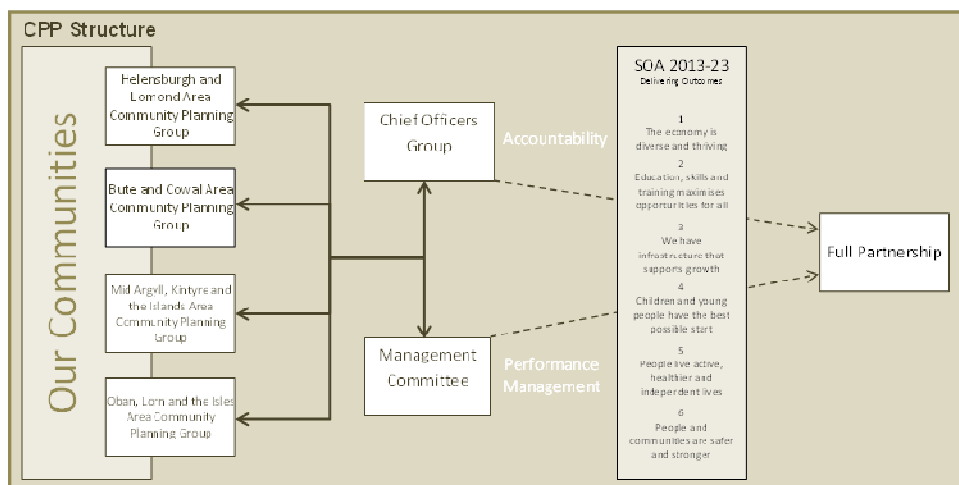 CPP Structure
Our Communities
Helensburgh and
Lomond Area
Community Planning
Group
Bute and Cowal Area
Community Planning
Group
Mid Argyll, Kintyre and
the Islands Area
Community Planning
Group
Oban, Lorn and the Isles
Area Community
Planning Group
Chief Officers
Group
Accountability
Management
Committee
Performance
Management
SOA 2013-23
Delivering Outcomes
1
The economy is
diverse and thriving
2
Education, skills and
training maximises
opportunities for all
3
We have
infrastructure that
supports growth
4
Children and young
people have the best
possible start
5
People live active,
healthier and
independent lives
6
People and
communities are safer
and stronger
Full Partnership